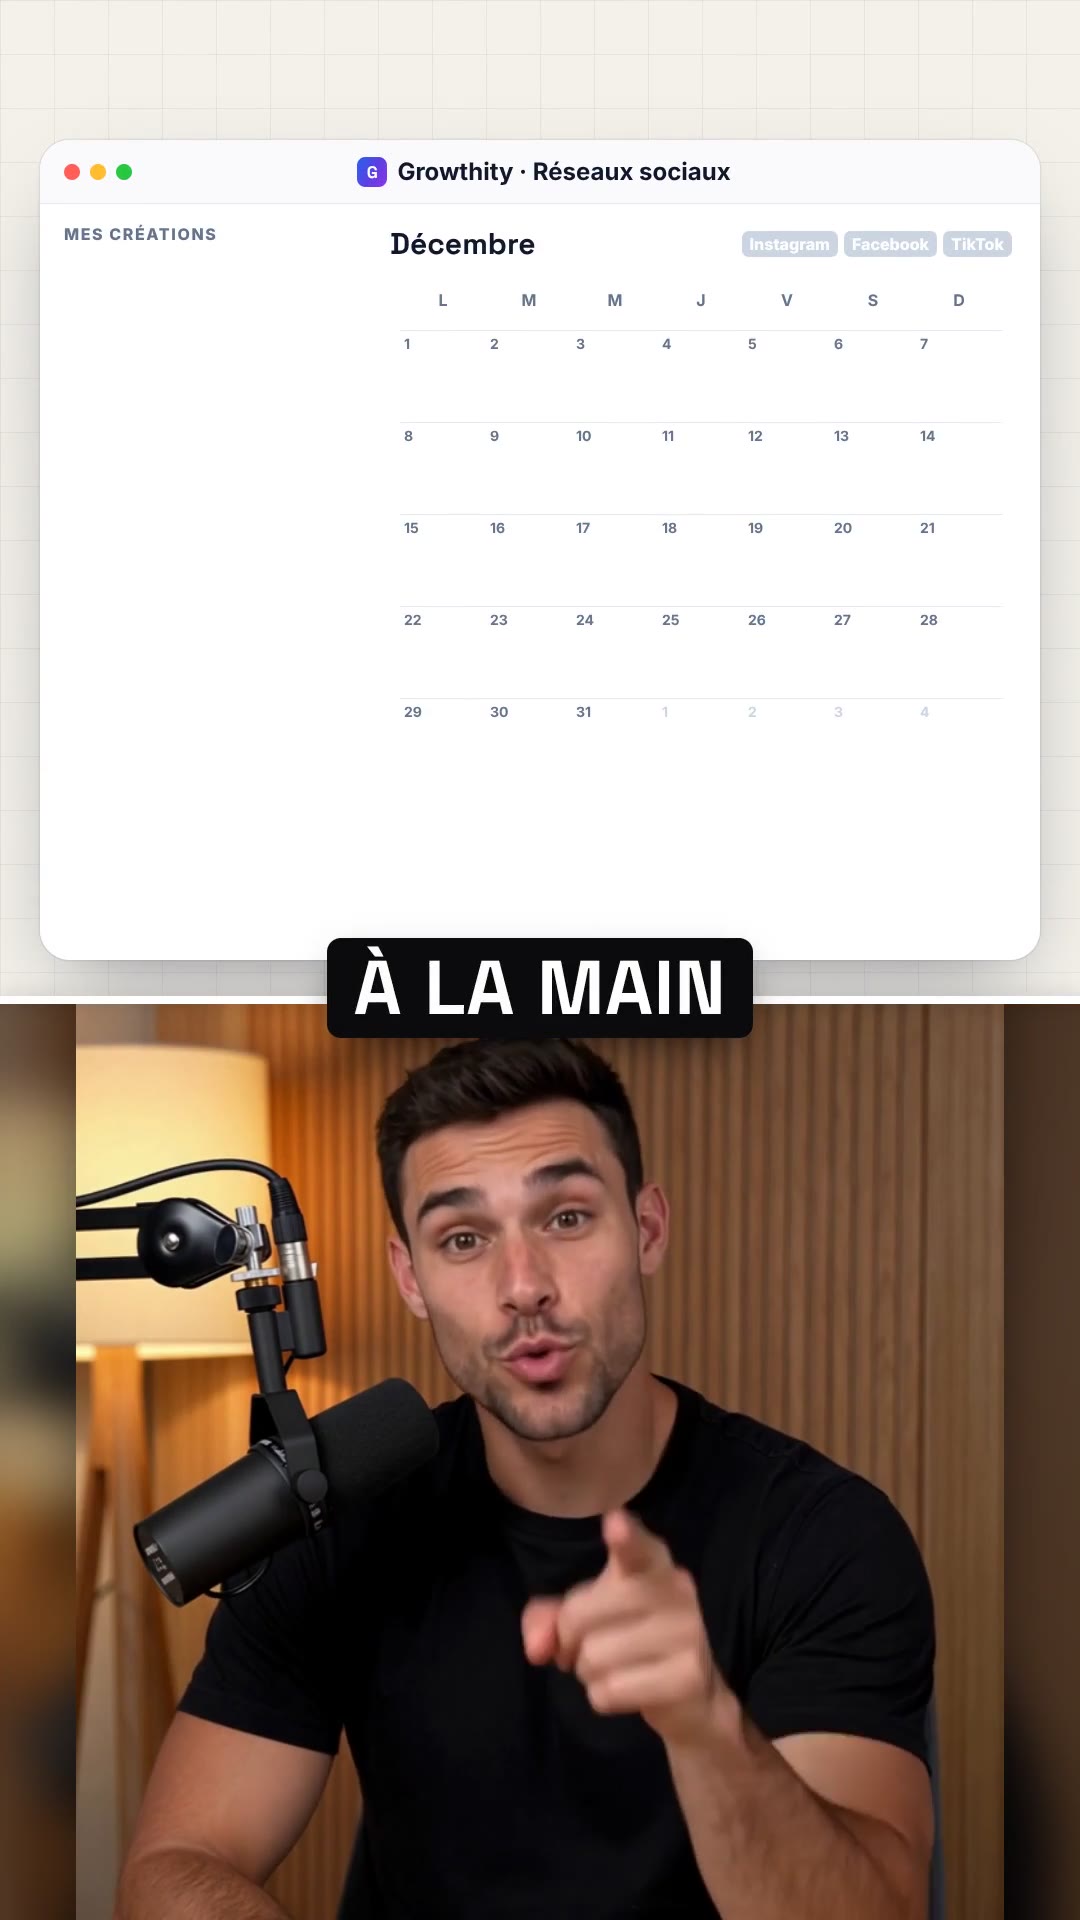 G Growthity · Réseaux sociaux
MES CRÉATIONS
Décembre
Instagram Facebook TikTok
L M M J V S D
1 2 3 4 5 6 7
8 9 10 11 12 13 14
15 16 17 18 19 20 21
22 23 24 25 26 27 28
29 30 31 1 2 3 4
À LA MAIN